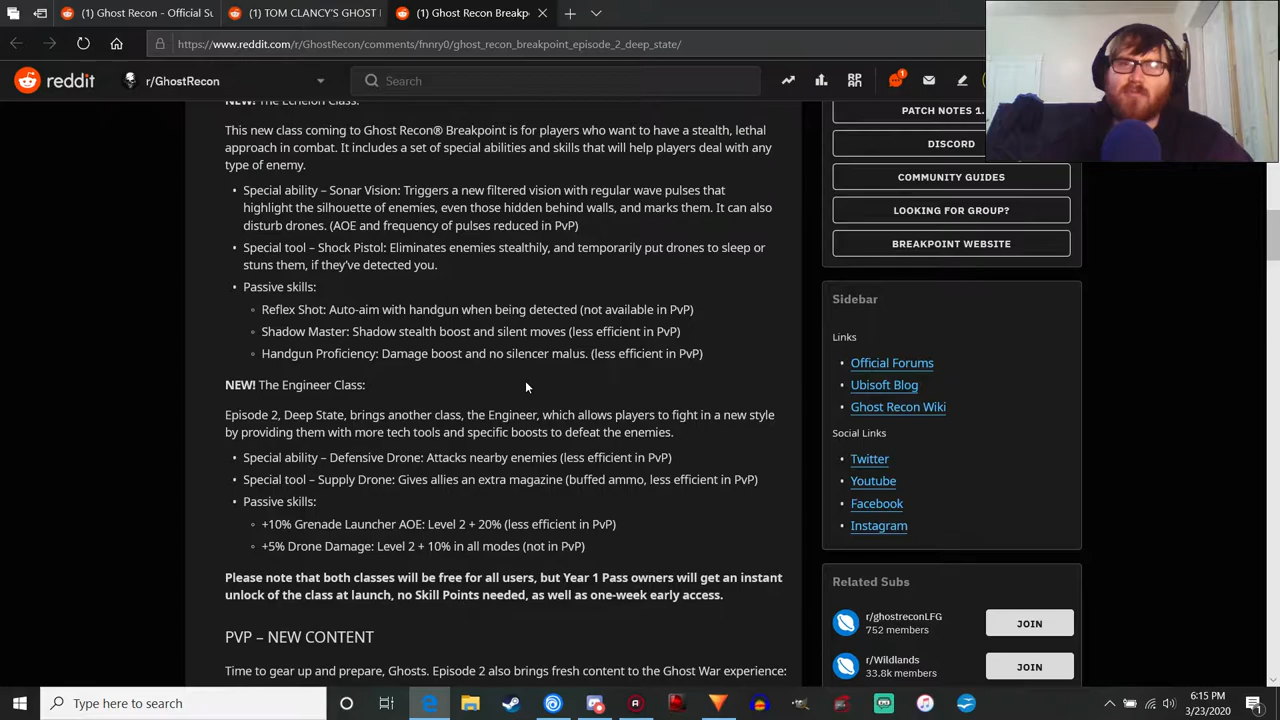 (1) Ghost Recon - Official Su
(1) TOM CLANCY'S GHOST
(1) Ghost Recon Breakp
https://www.reddit.com/r/GhostRecon/comments/fnnry0/ghost_recon_breakpoint_episode_2_deep_state/
reddit
r/GhostRecon
Search
1
NEW! The Echelon Class:
This new class coming to Ghost Recon® Breakpoint is for players who want to have a stealth, lethal
approach in combat. It includes a set of special abilities and skills that will help players deal with any
type of enemy.
• Special ability – Sonar Vision: Triggers a new filtered vision with regular wave pulses that
highlight the silhouette of enemies, even those hidden behind walls, and marks them. It can also
disturb drones. (AOE and frequency of pulses reduced in PvP)
• Special tool – Shock Pistol: Eliminates enemies stealthily, and temporarily put drones to sleep or
stuns them, if they've detected you.
• Passive skills:
◦ Reflex Shot: Auto-aim with handgun when being detected (not available in PvP)
◦ Shadow Master: Shadow stealth boost and silent moves (less efficient in PvP)
◦ Handgun Proficiency: Damage boost and no silencer malus. (less efficient in PvP)
NEW! The Engineer Class:
Episode 2, Deep State, brings another class, the Engineer, which allows players to fight in a new style
by providing them with more tech tools and specific boosts to defeat the enemies.
• Special ability – Defensive Drone: Attacks nearby enemies (less efficient in PvP)
• Special tool – Supply Drone: Gives allies an extra magazine (buffed ammo, less efficient in PvP)
• Passive skills:
◦ +10% Grenade Launcher AOE: Level 2 + 20% (less efficient in PvP)
◦ +5% Drone Damage: Level 2 + 10% in all modes (not in PvP)
Please note that both classes will be free for all users, but Year 1 Pass owners will get an instant
unlock of the class at launch, no Skill Points needed, as well as one-week early access.
PVP – NEW CONTENT
Time to gear up and prepare, Ghosts. Episode 2 also brings fresh content to the Ghost War experience:
PATCH NOTES 1.
DISCORD
COMMUNITY GUIDES
LOOKING FOR GROUP?
BREAKPOINT WEBSITE
Sidebar
Links
• Official Forums
• Ubisoft Blog
• Ghost Recon Wiki
Social Links
• Twitter
• Youtube
• Facebook
• Instagram
Related Subs
r/ghostreconLFG
752 members
JOIN
r/Wildlands
33.8k members
JOIN
Type here to search
6:15 PM
3/23/2020
1